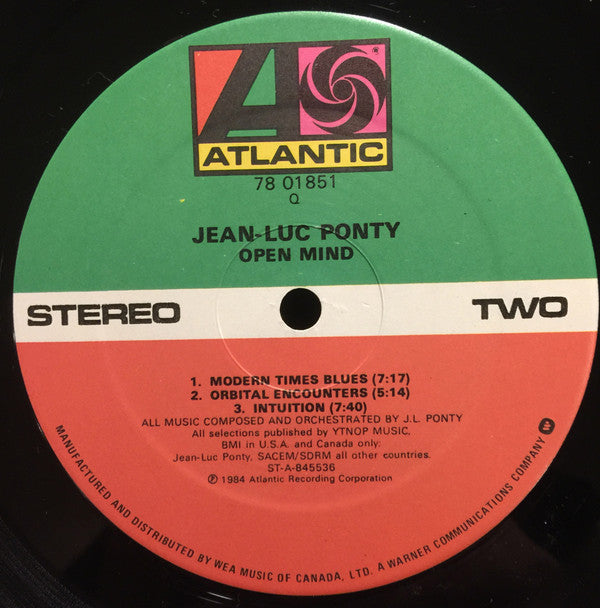 ATLANTIC
78 01851
Q
JEAN-LUC PONTY
OPEN MIND
STEREO
TWO
1. MODERN TIMES BLUES (7:17)
2. ORBITAL ENCOUNTERS (5:14)
3. INTUITION (7:40)
ALL MUSIC COMPOSED AND ORCHESTRATED BY J.L. PONTY
All selections published by YTNOP MUSIC,
BMI in U.S.A. and Canada only:
Jean-Luc Ponty, SACEM/SDRM all other countries.
ST-A-845536
℗ 1984 Atlantic Recording Corporation
MANUFACTURED AND DISTRIBUTED BY WEA MUSIC OF CANADA, LTD. A WARNER COMMUNICATIONS COMPANY